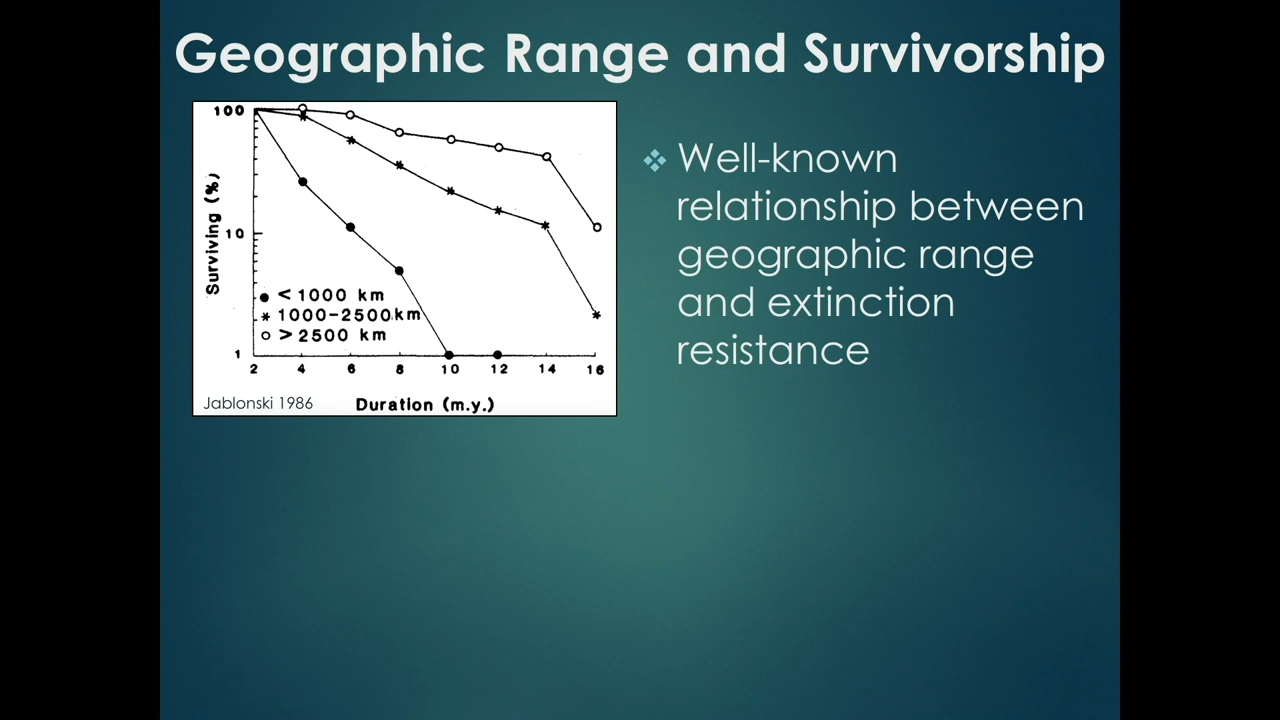 Geographic Range and Survivorship
100
10
1
Surviving (%)
< 1000 km
1000-2500 km
> 2500 km
2 4 6 8 10 12 14 16
Jablonski 1986 Duration (m.y.)
Well-known
relationship between
geographic range
and extinction
resistance